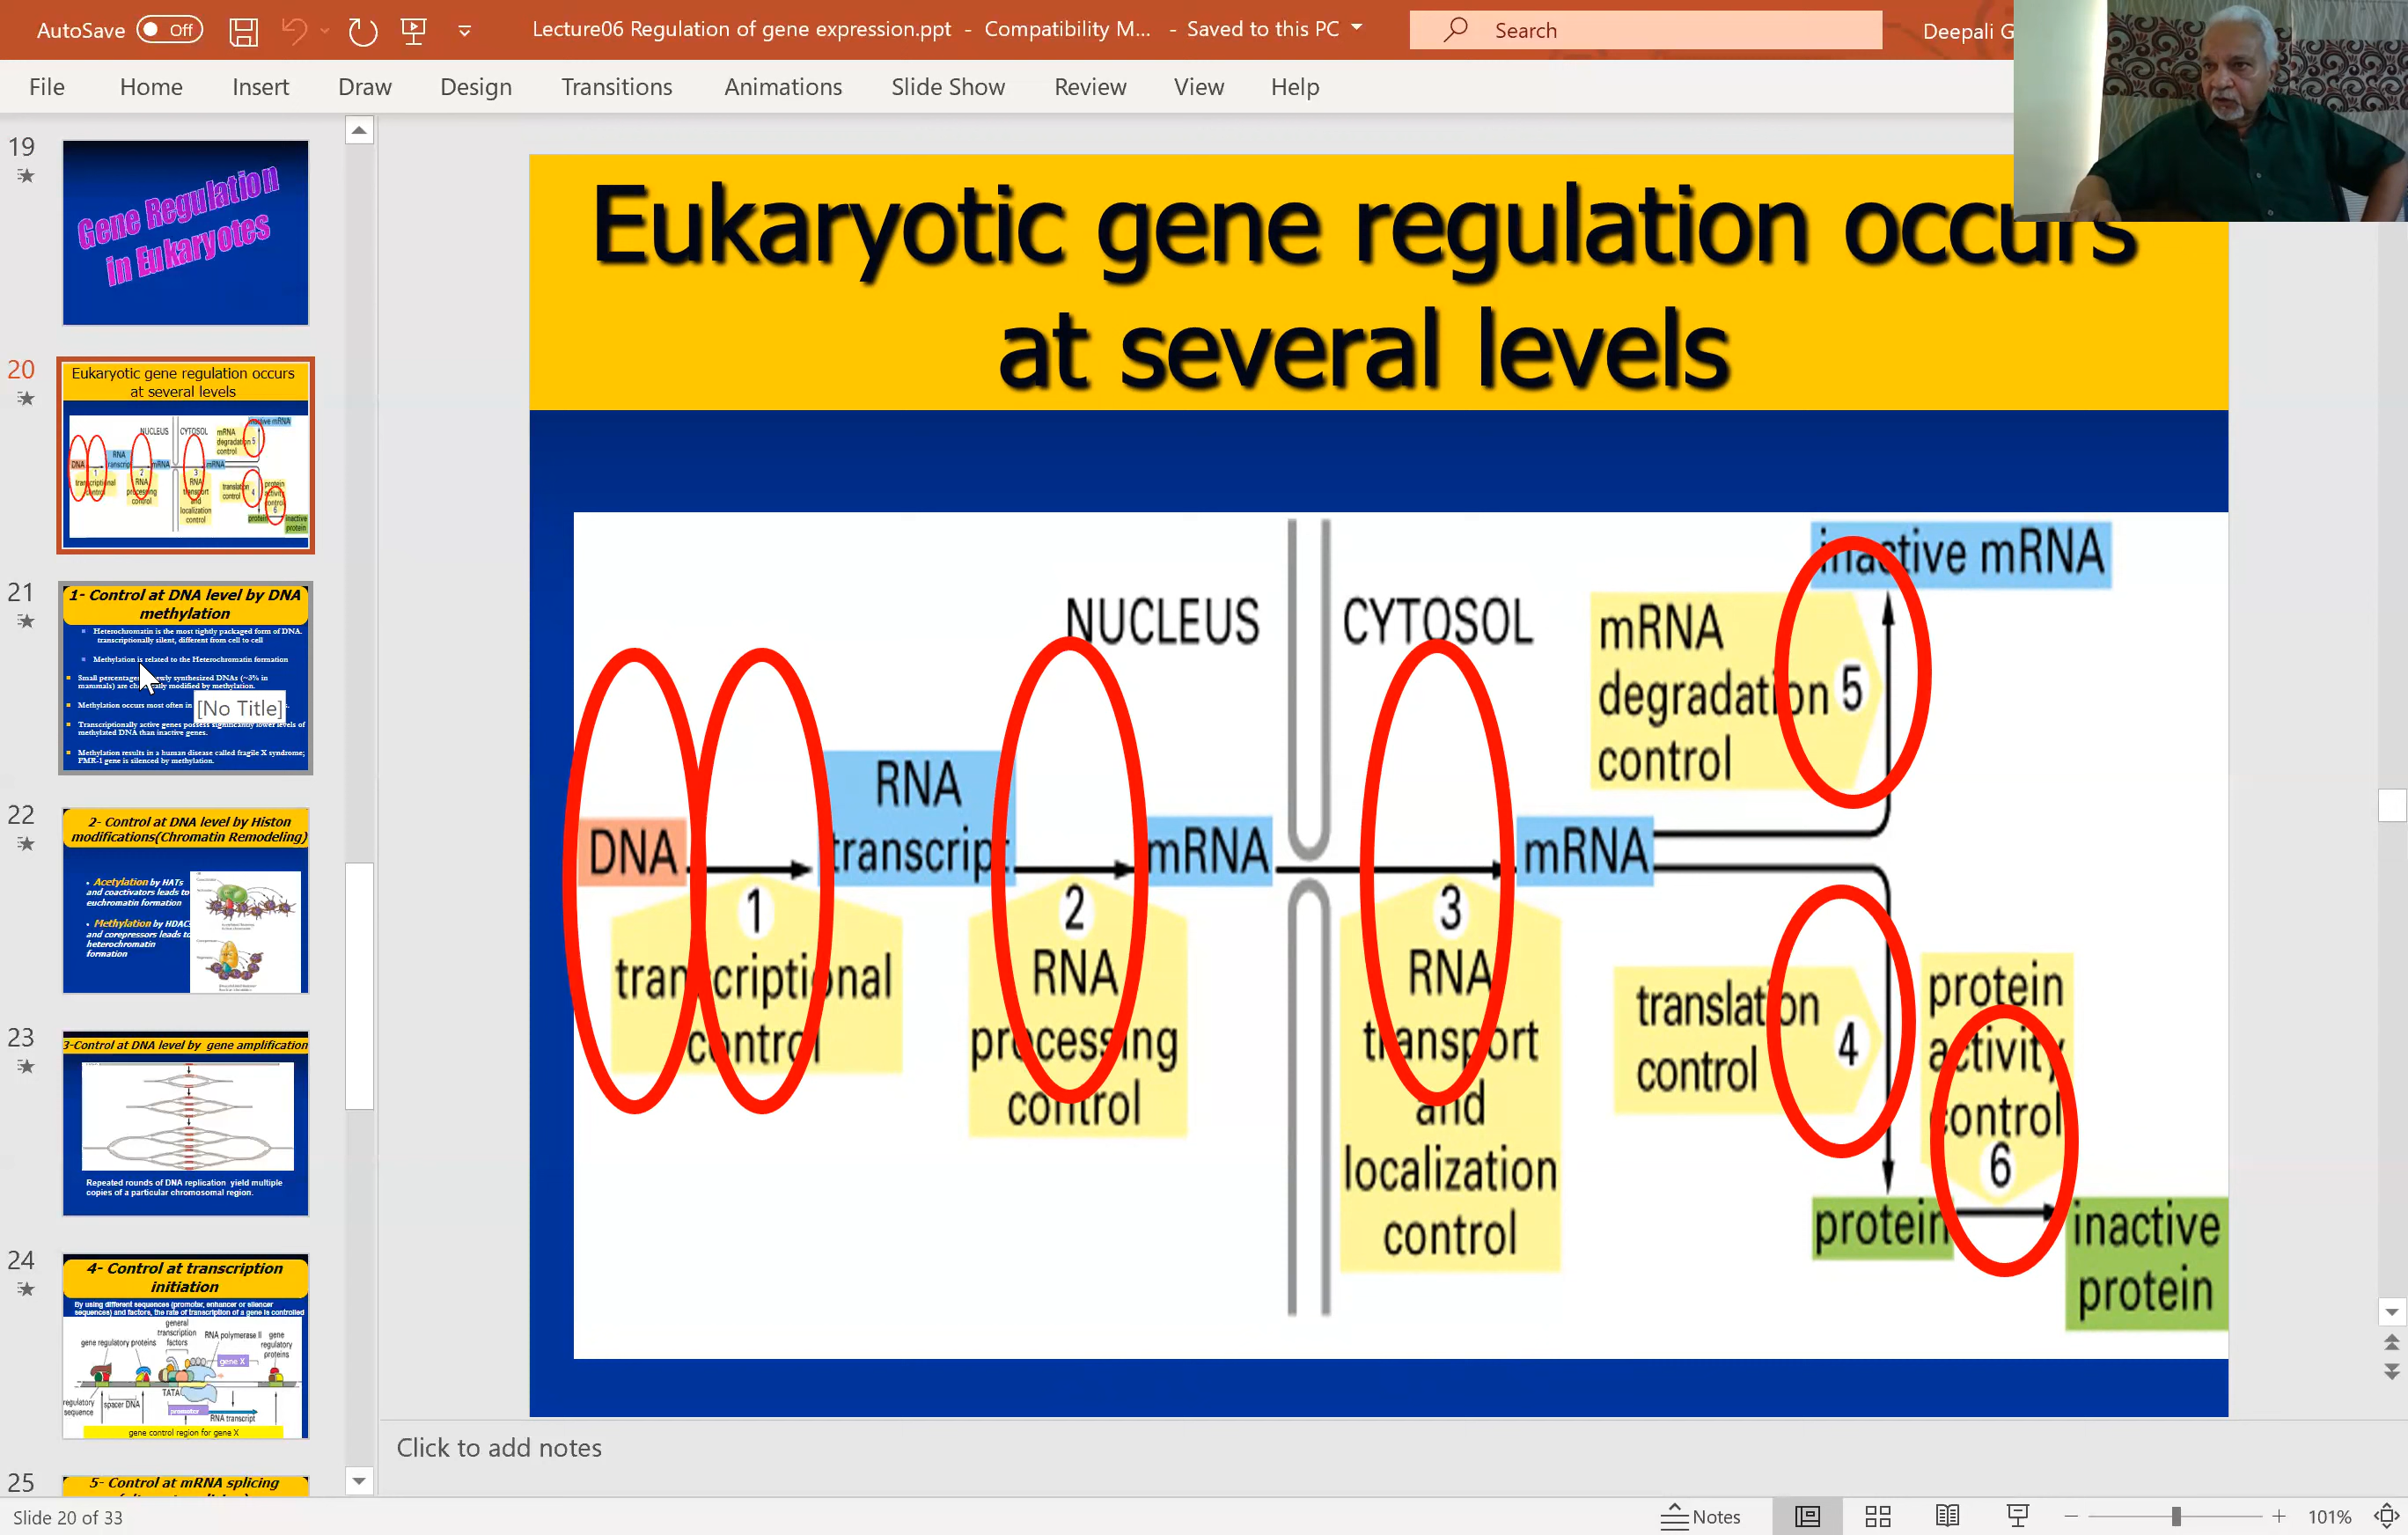 AutoSave Off Lecture06 Regulation of gene expression.ppt - Compatibility M... - Saved to this PC Search Deepali G
File Home Insert Draw Design Transitions Animations Slide Show Review View Help
19
Gene Regulation
in Eukaryotes
20
Eukaryotic gene regulation occurs
at several levels
NUCLEUS CYTOSOL
mRNA
degradation 5
control
inactive mRNA
DNA
RNA
transcript
mRNA
mRNA
1
transcriptional
control
2
RNA
processing
control
3
RNA
transport
and
localization
control
translation
control
4
protein
activity
control
6
protein
inactive
protein
21
1- Control at DNA level by DNA
methylation
Heterochromatin is the most tightly packaged form of DNA.
transcriptionally silent, different from cell to cell
Methylation is related to the Heterochromatin formation
Small percentages newly synthesized DNAs (~3% in
mammals) are chemically modified by methylation.
Methylation occurs most often in
[No Title]
Transcriptionally active genes possess significantly lower levels of
methylated DNA than inactive genes.
Methylation results in a human disease called fragile X syndrome;
FMR-1 gene is silenced by methylation.
22
2- Control at DNA level by Histon
modifications(Chromatin Remodeling)
• Acetylation by HATs
and coactivators leads to
euchromatin formation
• Methylation by HDACs
and corepressors leads to
heterochromatin
formation
23
3-Control at DNA level by gene amplification
Repeated rounds of DNA replication yield multiple
copies of a particular chromosomal region.
24
4- Control at transcription
initiation
By using different sequences (promoter, enhancer or silencer
sequences) and factors, the rate of transcription of a gene is controlled
gene regulatory proteins
general
transcription
factors
RNA polymerase II
gene
regulatory
proteins
gene X
TATA
regulatory
sequence
spacer DNA
promoter
RNA transcript
gene control region for gene X
25
5- Control at mRNA splicing
Eukaryotic gene regulation occurs
at several levels
NUCLEUS CYTOSOL
inactive mRNA
mRNA
degradation 5
control
DNA
RNA
transcript
mRNA
mRNA
1
transcriptional
control
2
RNA
processing
control
3
RNA
transport
and
localization
control
translation
control
4
protein
activity
control
6
protein
inactive
protein
Click to add notes
Slide 20 of 33 Notes 101%